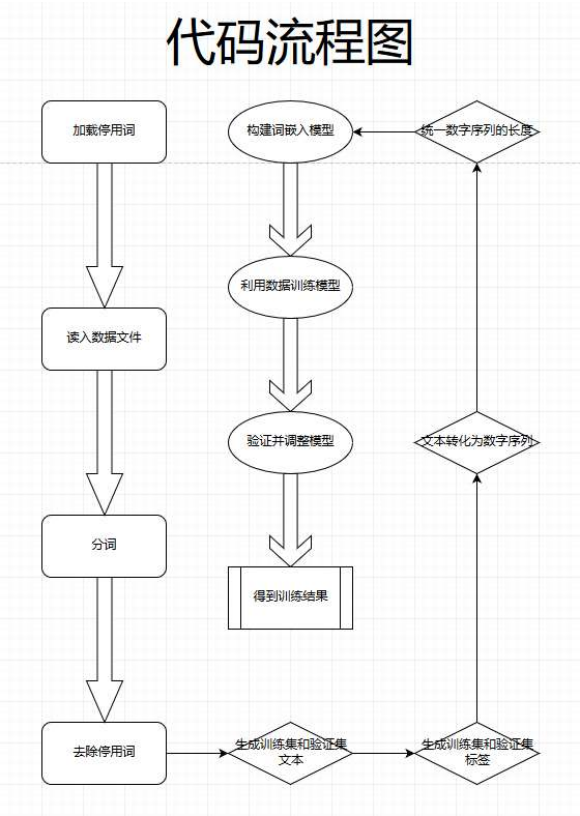 代码流程图
加载停用词
构建词嵌入模型
统一数字序列的长度
利用数据训练模型
读入数据文件
验证并调整模型
文本转化为数字序列
分词
得到训练结果
去除停用词
生成训练集和验证集
文本
生成训练集和验证集
标签